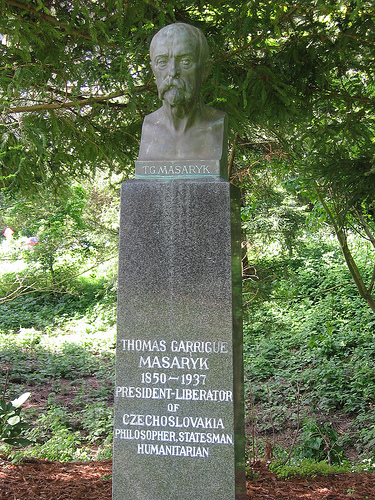 T.G. MASARYK
THOMAS GARRIGUE
MASARYK
1850~1937
PRESIDENT-LIBERATOR
OF
CZECHOSLOVAKIA
PHILOSOPHER, STATESMAN
HUMANITARIAN